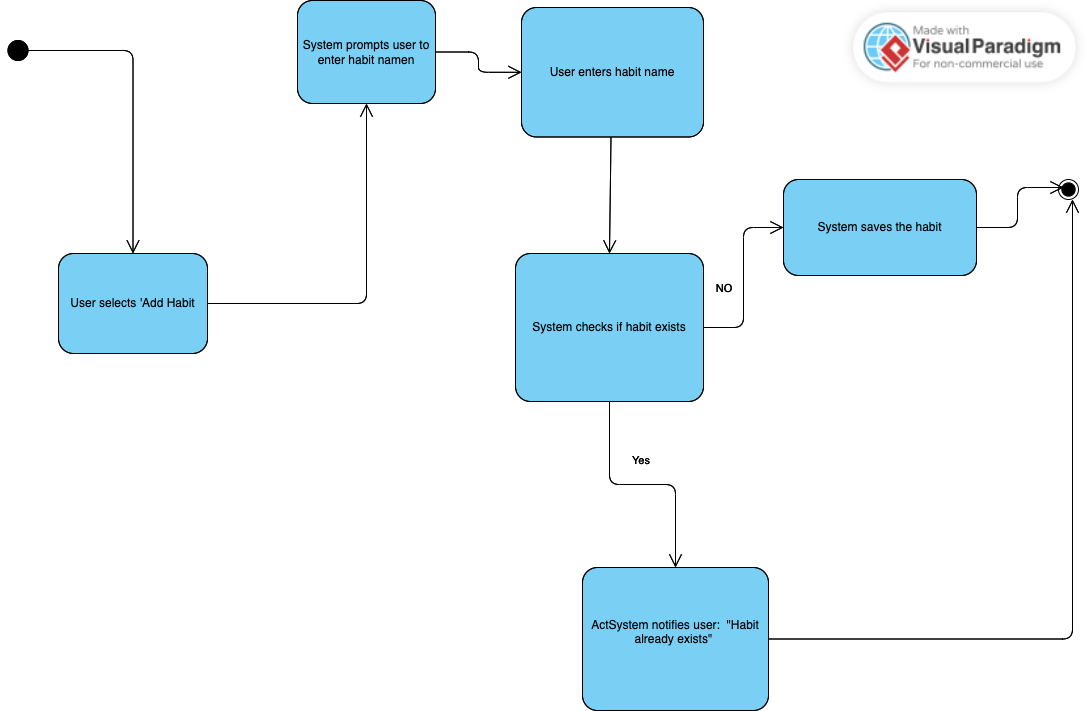 System prompts user to
enter habit namen
User enters habit name
Made with
VisualParadigm
For non-commercial use
System saves the habit
User selects 'Add Habit
NO
System checks if habit exists
Yes
ActSystem notifies user:  "Habit
already exists"